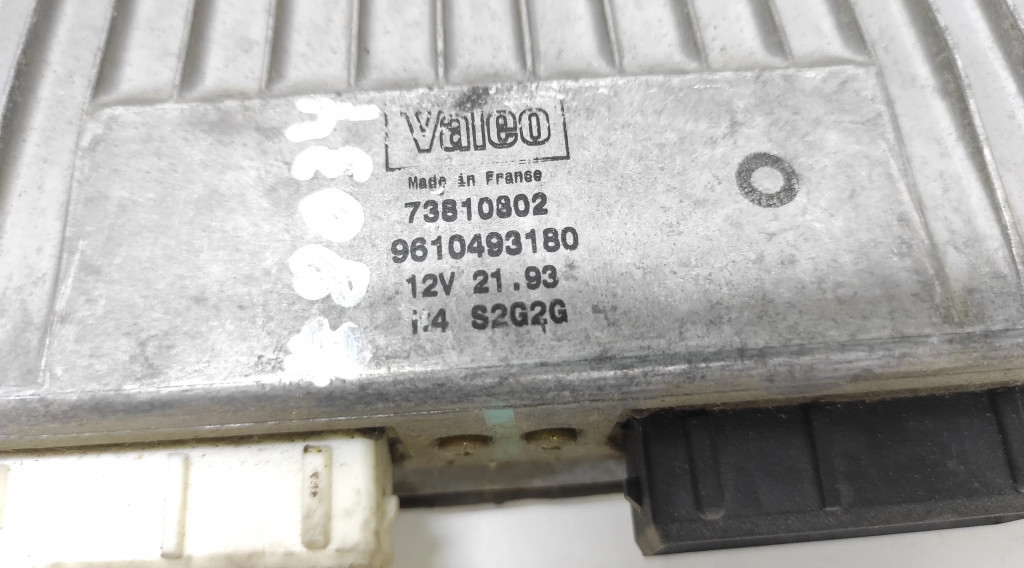 Valeo
Made in France
73810802
9610493180
12V 21.93
S2G2G